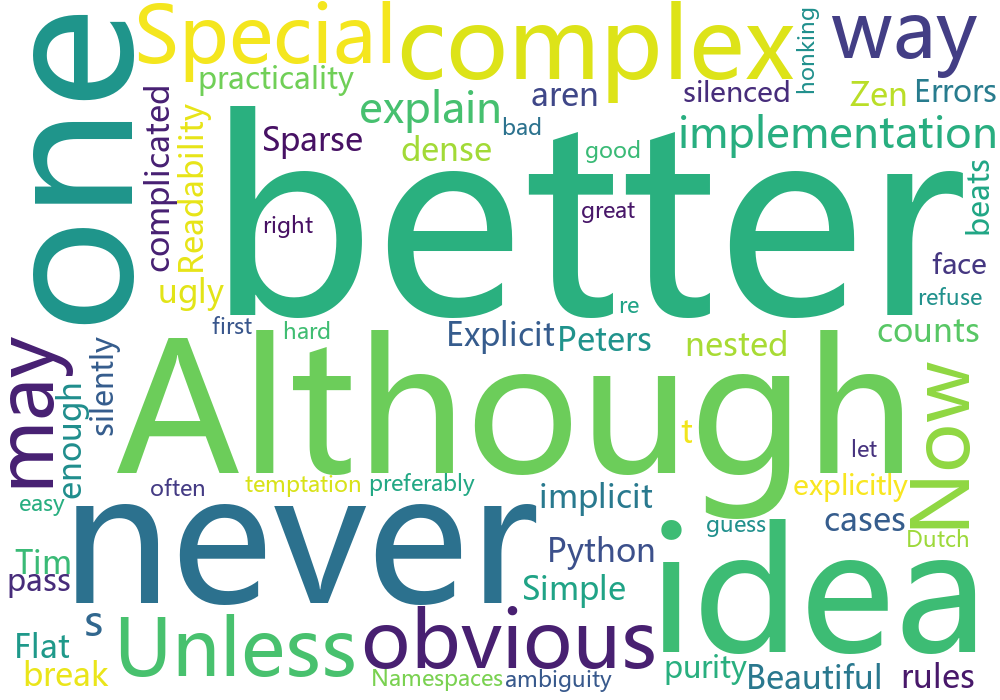 one
Special
complex
honking
way
practicality
explain
aren
silenced
Zen
Errors
complicated
Readability
Sparse
dense
bad
good
implementation
better
right
great
beats
ugly
face
re
refuse
first
hard
Explicit
Peters
nested
counts
may
enough
silently
Although
t
let
Now
easy
often
temptation
preferably
implicit
explicitly
never
guess
cases
Dutch
Tim
pass
Python
Simple
idea
s
Unless
obvious
Flat
break
Namespaces
ambiguity
purity
Beautiful
rules